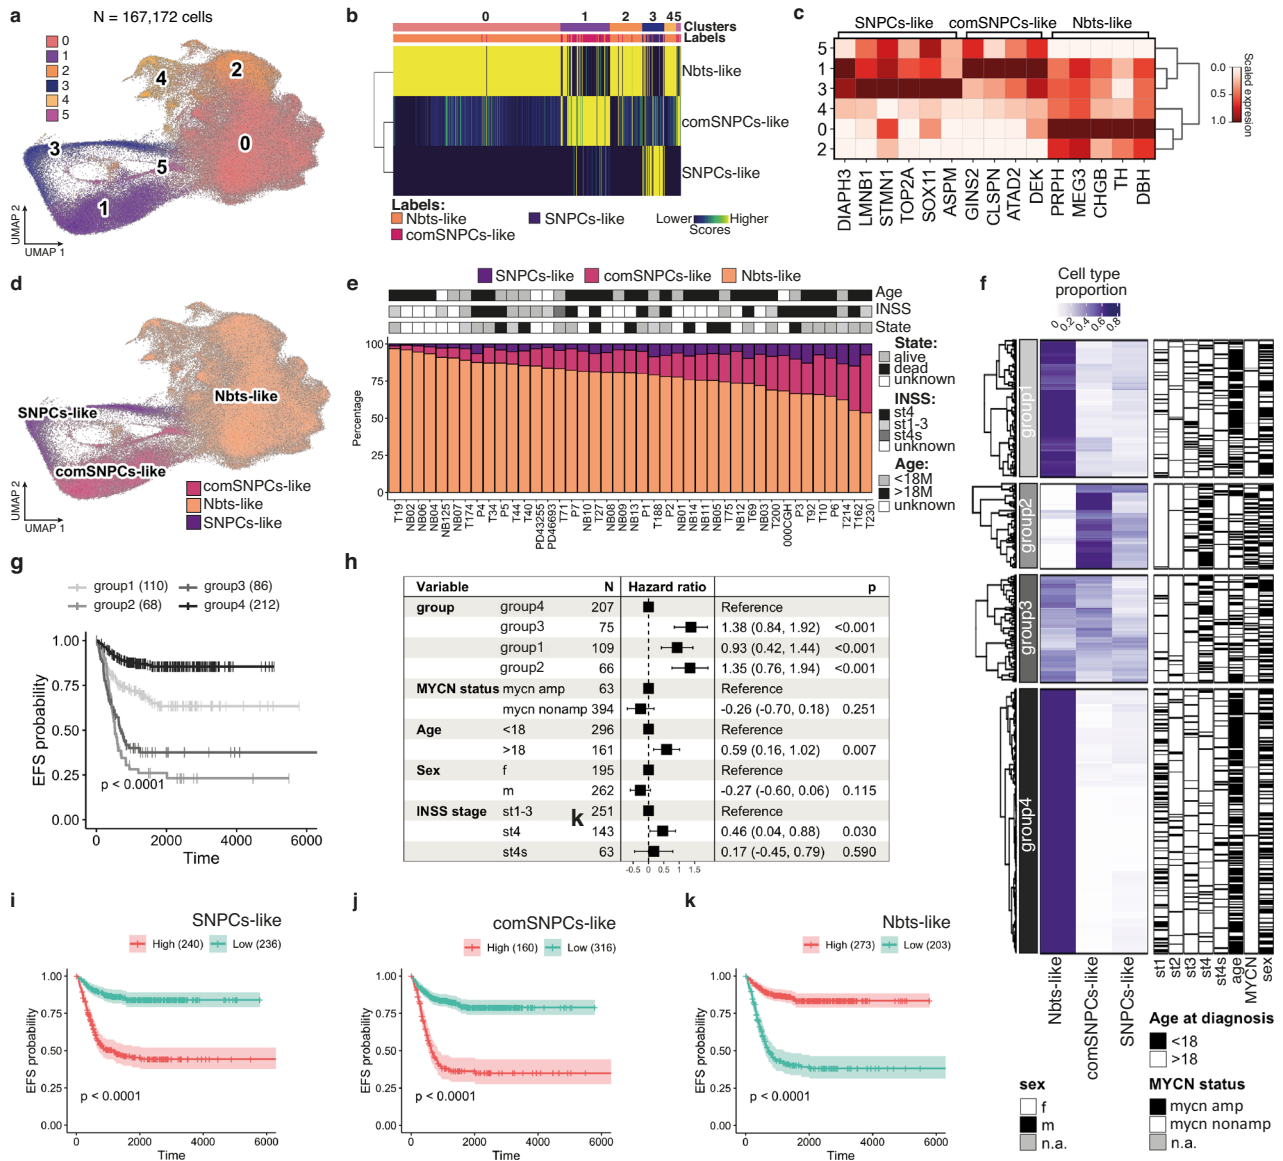 a
N = 167,172 cells
0
1
2
3
4
5
4
2
0
3
5
1
UMAP 2
UMAP 1
b
0 1 2 3 4 5
Clusters
Labels
Nbts-like
comSNPCs-like
SNPCs-like
Labels:
Nbts-like
SNPCs-like
comSNPCs-like
Lower Higher
Scores
c
SNPCs-like comSNPCs-like Nbts-like
5
1
3
4
0
2
DIAPH3 LMNB1 STMN1 TOP2A SOX11 ASPM GINS2 CLSPN ATAD2 DEK PRPH MEG3 CHGB TH DBH
0.0
0.5
1.0
Scaled expresion
d
SNPCs-like
Nbts-like
comSNPCs-like
comSNPCs-like
Nbts-like
SNPCs-like
UMAP 2
UMAP 1
e
SNPCs-like comSNPCs-like Nbts-like
Age
INSS
State
100
75
50
25
0
Percentage
T19 NB02 NB06 NB04 NB125 NB07 T174 P4 T34 P5 T44 T40 PD43255 PD46693 T77 P7 NB10 T27 NB08 NB09 NB13 P1 T188 P2 NB01 NB14 NB11 NB05 T75 NB12 T69 NB03 T200 000CGH P3 T92 T10 P6 T214 T162 T230
State:
alive
dead
unknown
INSS:
st4
st1-3
st4s
unknown
Age:
<18M
>18M
unknown
f
Cell type
proportion
0 0.2 0.4 0.6 0.8
group1
group2
group3
group4
Nbts-like comSNPCs-like SNPCs-like
st1 st2 st3 st4 st4s age MYCN sex
Age at diagnosis
<18
>18
sex
f
m
n.a.
MYCN status
mycn amp
mycn nonamp
n.a.
g
group1 (110) group3 (86)
group2 (68) group4 (212)
EFS probability
1.00
0.75
0.50
0.25
0.00
p < 0.0001
0 2000 4000 6000
Time
h
Variable N Hazard ratio p
group group4 207 Reference
group3 75 1.38 (0.84, 1.92) <0.001
group1 109 0.93 (0.42, 1.44) <0.001
group2 66 1.35 (0.76, 1.94) <0.001
MYCN status mycn amp 63 Reference
mycn nonamp 394 -0.26 (-0.70, 0.18) 0.251
Age <18 296 Reference
>18 161 0.59 (0.16, 1.02) 0.007
Sex f 195 Reference
m 262 -0.27 (-0.60, 0.06) 0.115
INSS stage st1-3 251 Reference
k
st4 143 0.46 (0.04, 0.88) 0.030
st4s 63 0.17 (-0.45, 0.79) 0.590
-0.5 0 0.5 1 1.5
i
SNPCs-like
High (240) Low (236)
EFS probability
1.00
0.75
0.50
0.25
0.00
p < 0.0001
0 2000 4000 6000
Time
j
comSNPCs-like
High (160) Low (316)
EFS probability
1.00
0.75
0.50
0.25
0.00
p < 0.0001
0 2000 4000 6000
Time
k
Nbts-like
High (273) Low (203)
EFS probability
1.00
0.75
0.50
0.25
0.00
p < 0.0001
0 2000 4000 6000
Time